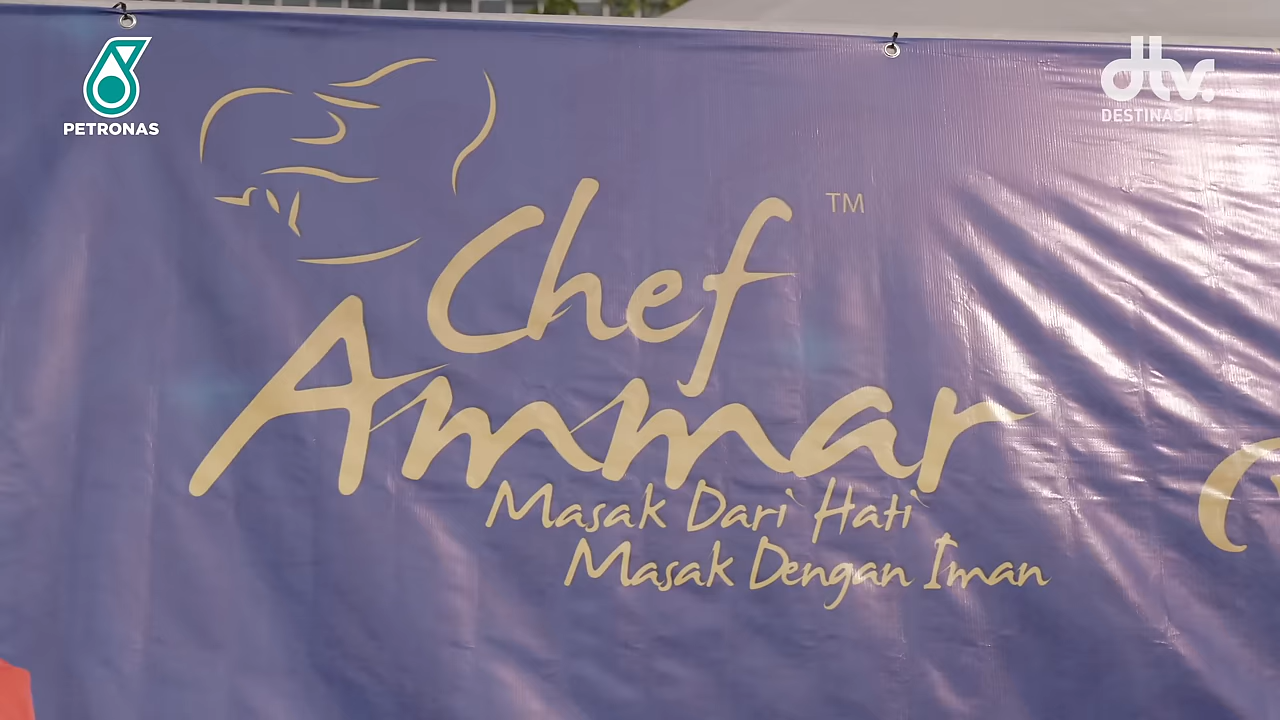 PETRONAS
dtv.
DESTINASI TV
Chef
TM
Ammar
Masak Dari Hati
Masak Dengan Iman